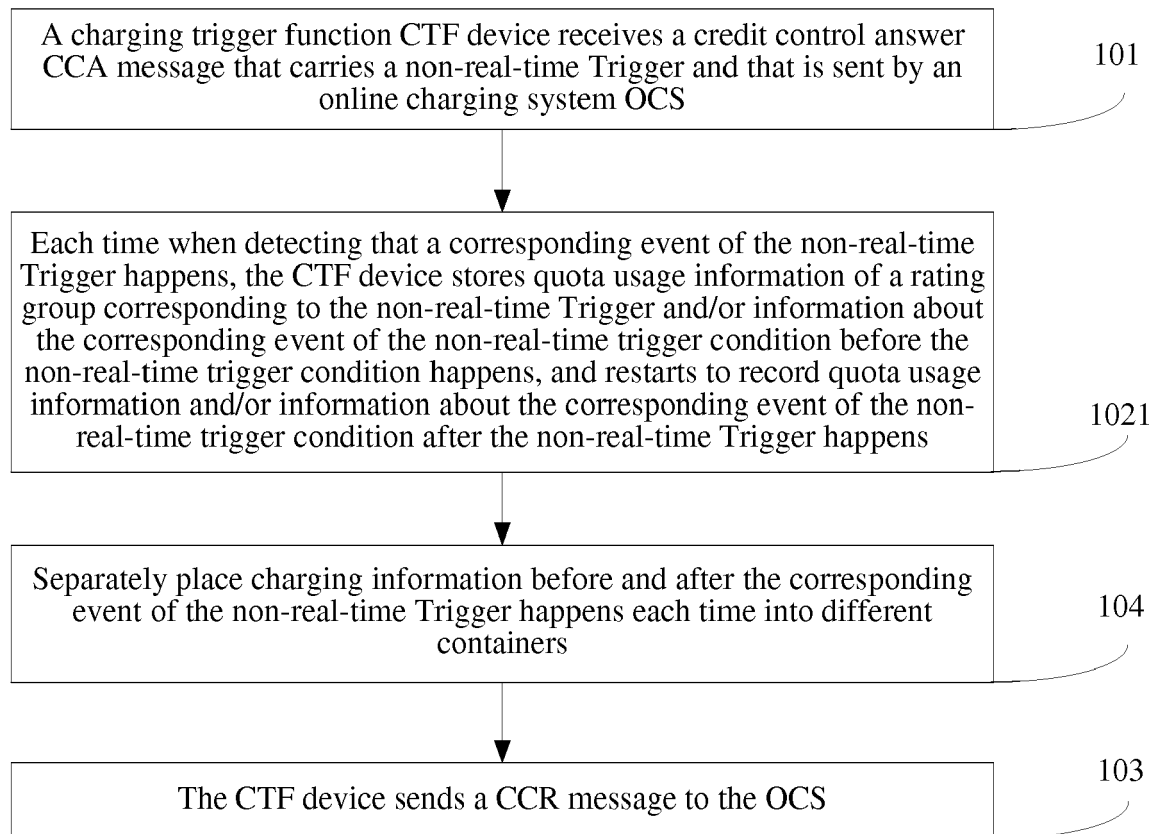 A charging trigger function CTF device receives a credit control answer
CCA message that carries a non-real-time Trigger and that is sent by an
online charging system OCS
101
Each time when detecting that a corresponding event of the non-real-time
Trigger happens, the CTF device stores quota usage information of a rating
group corresponding to the non-real-time Trigger and/or information about
the corresponding event of the non-real-time trigger condition before the
non-real-time trigger condition happens, and restarts to record quota usage
information and/or information about the corresponding event of the non-
real-time trigger condition after the non-real-time Trigger happens
1021
Separately place charging information before and after the corresponding
event of the non-real-time Trigger happens each time into different
containers
104
The CTF device sends a CCR message to the OCS
103